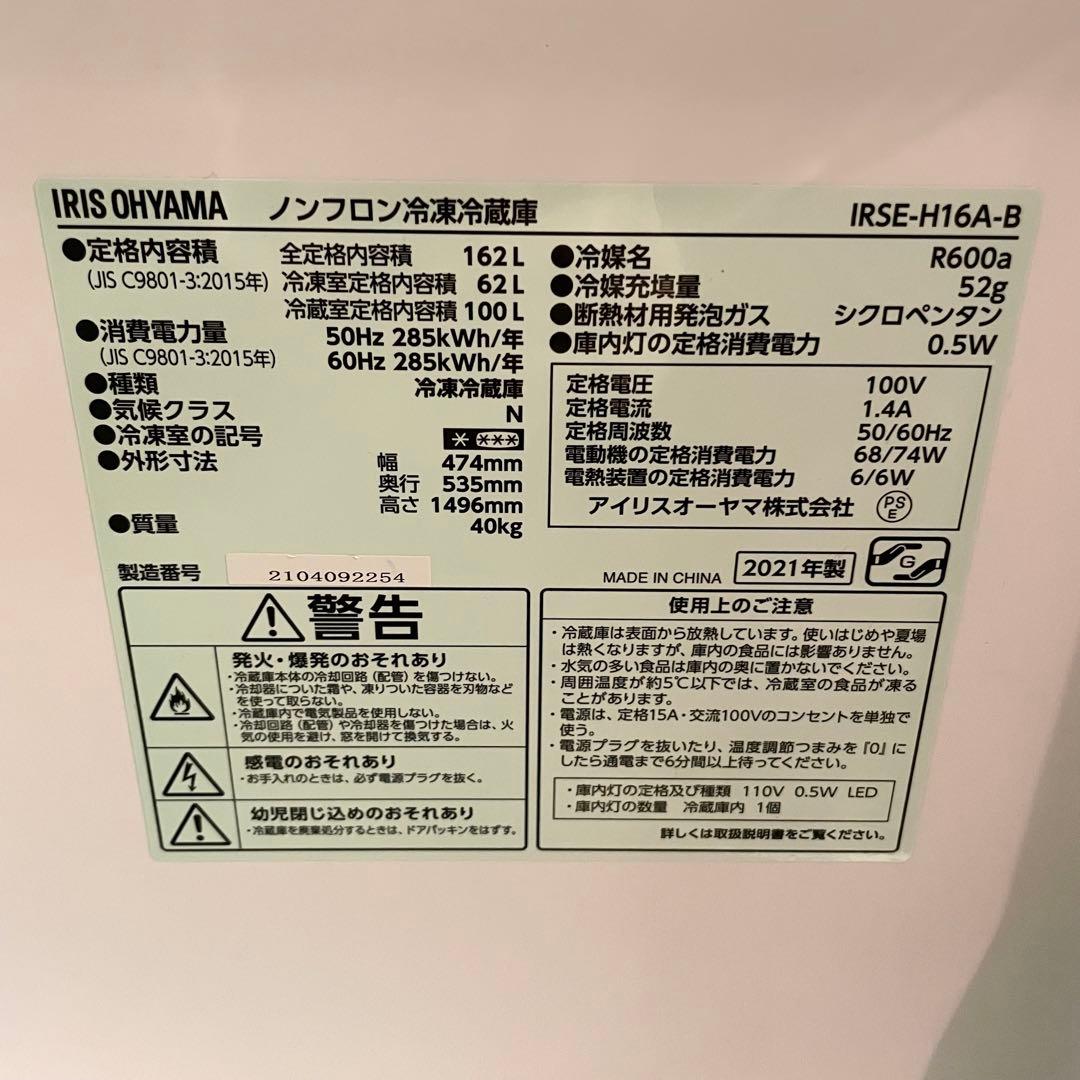 IRIS OHYAMA ノンフロン冷凍冷蔵庫 IRSE-H16A-B
●定格内容積 全定格内容積 162L
(JIS C9801-3:2015年) 冷凍室定格内容積 62L
冷蔵室定格内容積 100L
●消費電力量 50Hz 285kWh/年
(JIS C9801-3:2015年) 60Hz 285kWh/年
●種類 冷凍冷蔵庫
●気候クラス N
●冷凍室の記号 * ***
●外形寸法 幅 474mm
奥行 535mm
高さ 1496mm
●質量 40kg
製造番号 2104092254
●冷媒名 R600a
●冷媒充填量 52g
●断熱材用発泡ガス シクロペンタン
●庫内灯の定格消費電力 0.5W
定格電圧 100V
定格電流 1.4A
定格周波数 50/60Hz
電動機の定格消費電力 68/74W
電熱装置の定格消費電力 6/6W
アイリスオーヤマ株式会社 PS E
MADE IN CHINA 2021年製 G
警告
発火・爆発のおそれあり
・冷蔵庫本体の冷却回路(配管)を傷つけない。
・冷却器についた霜や、凍りついた容器を刃物など
を使って取らない。
・冷蔵庫内で電気製品を使用しない。
・冷却回路(配管)や冷却器を傷つけた場合は、火
気の使用を避け、窓を開けて換気する。
感電のおそれあり
・お手入れのときは、必ず電源プラグを抜く。
幼児閉じ込めのおそれあり
・冷蔵庫を廃棄処分するときは、ドアパッキンをはずす。
使用上のご注意
・冷蔵庫は表面から放熱しています。使いはじめや夏場
は熱くなりますが、庫内の食品には影響ありません。
・水気の多い食品は庫内の奥に置かないでください。
・周囲温度が約5℃以下では、冷蔵室の食品が凍る
ことがあります。
・電源は、定格15A・交流100Vのコンセントを単独で
使う。
・電源プラグを抜いたり、温度調節つまみを『0』に
したら通電まで6分間以上待ってください。
・庫内灯の定格及び種類 110V 0.5W LED
・庫内灯の数量 冷蔵庫内 1個
詳しくは取扱説明書をご覧ください。